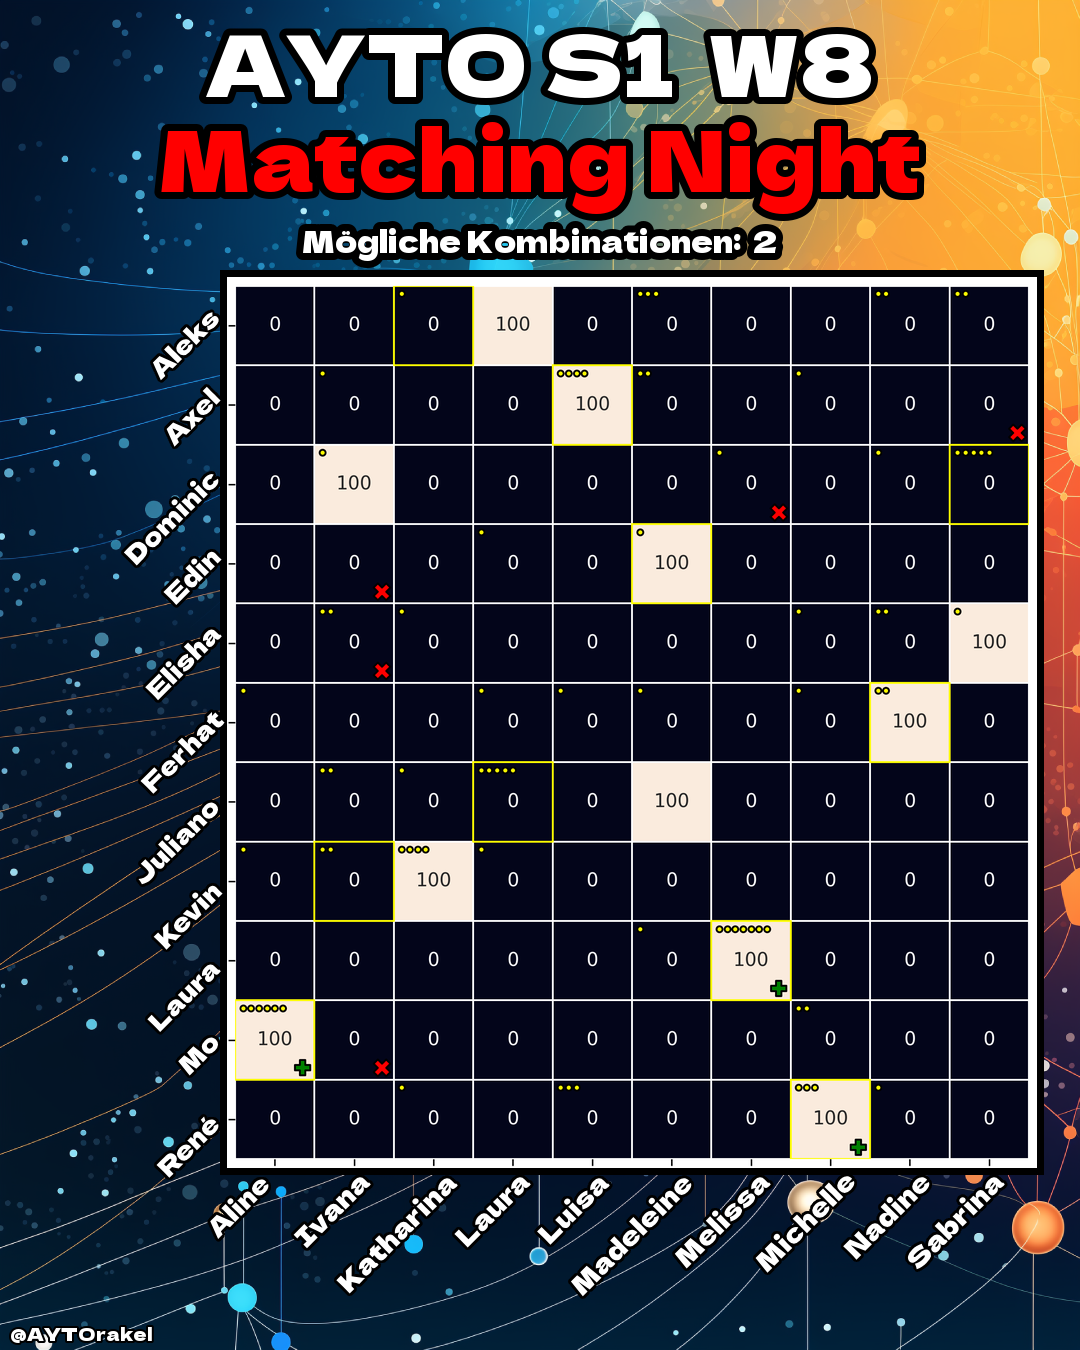 AYTO S1 W8
Matching Night
Mögliche Kombinationen: 2
Aleks 0 0 0 100 0 0 0 0 0 0
Axel 0 0 0 0 100 0 0 0 0 0
Dominic 0 100 0 0 0 0 0 0 0 0
Edin 0 0 0 0 0 100 0 0 0 0
Elisha 0 0 0 0 0 0 0 0 0 100
Ferhat 0 0 0 0 0 0 0 0 100 0
Juliano 0 0 0 0 0 100 0 0 0 0
Kevin 0 0 100 0 0 0 0 0 0 0
Laura 0 0 0 0 0 0 100 0 0 0
Mo 100 0 0 0 0 0 0 0 0 0
René 0 0 0 0 0 0 0 100 0 0
Aline Ivana Katharina Laura Luisa Madeleine Melissa Michelle Nadine Sabrina
@AYTOrakel